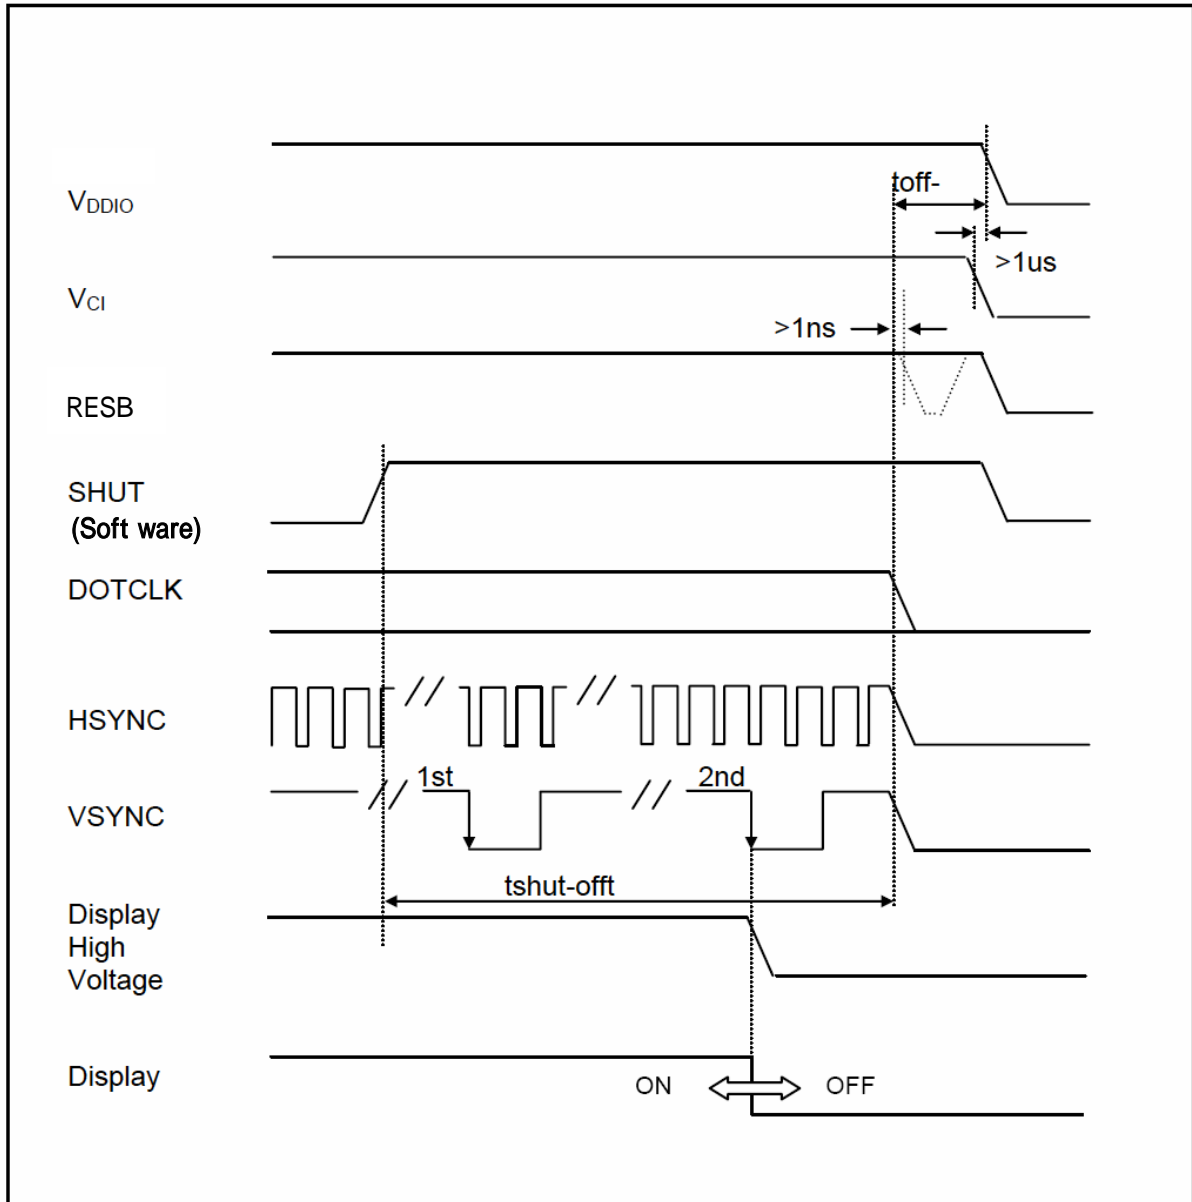 toff-
VDDIO
>1us
VCI
>1ns
RESB
SHUT
(Soft ware)
DOTCLK
HSYNC
1st
2nd
VSYNC
tshut-offt
Display
High
Voltage
Display
ON
OFF